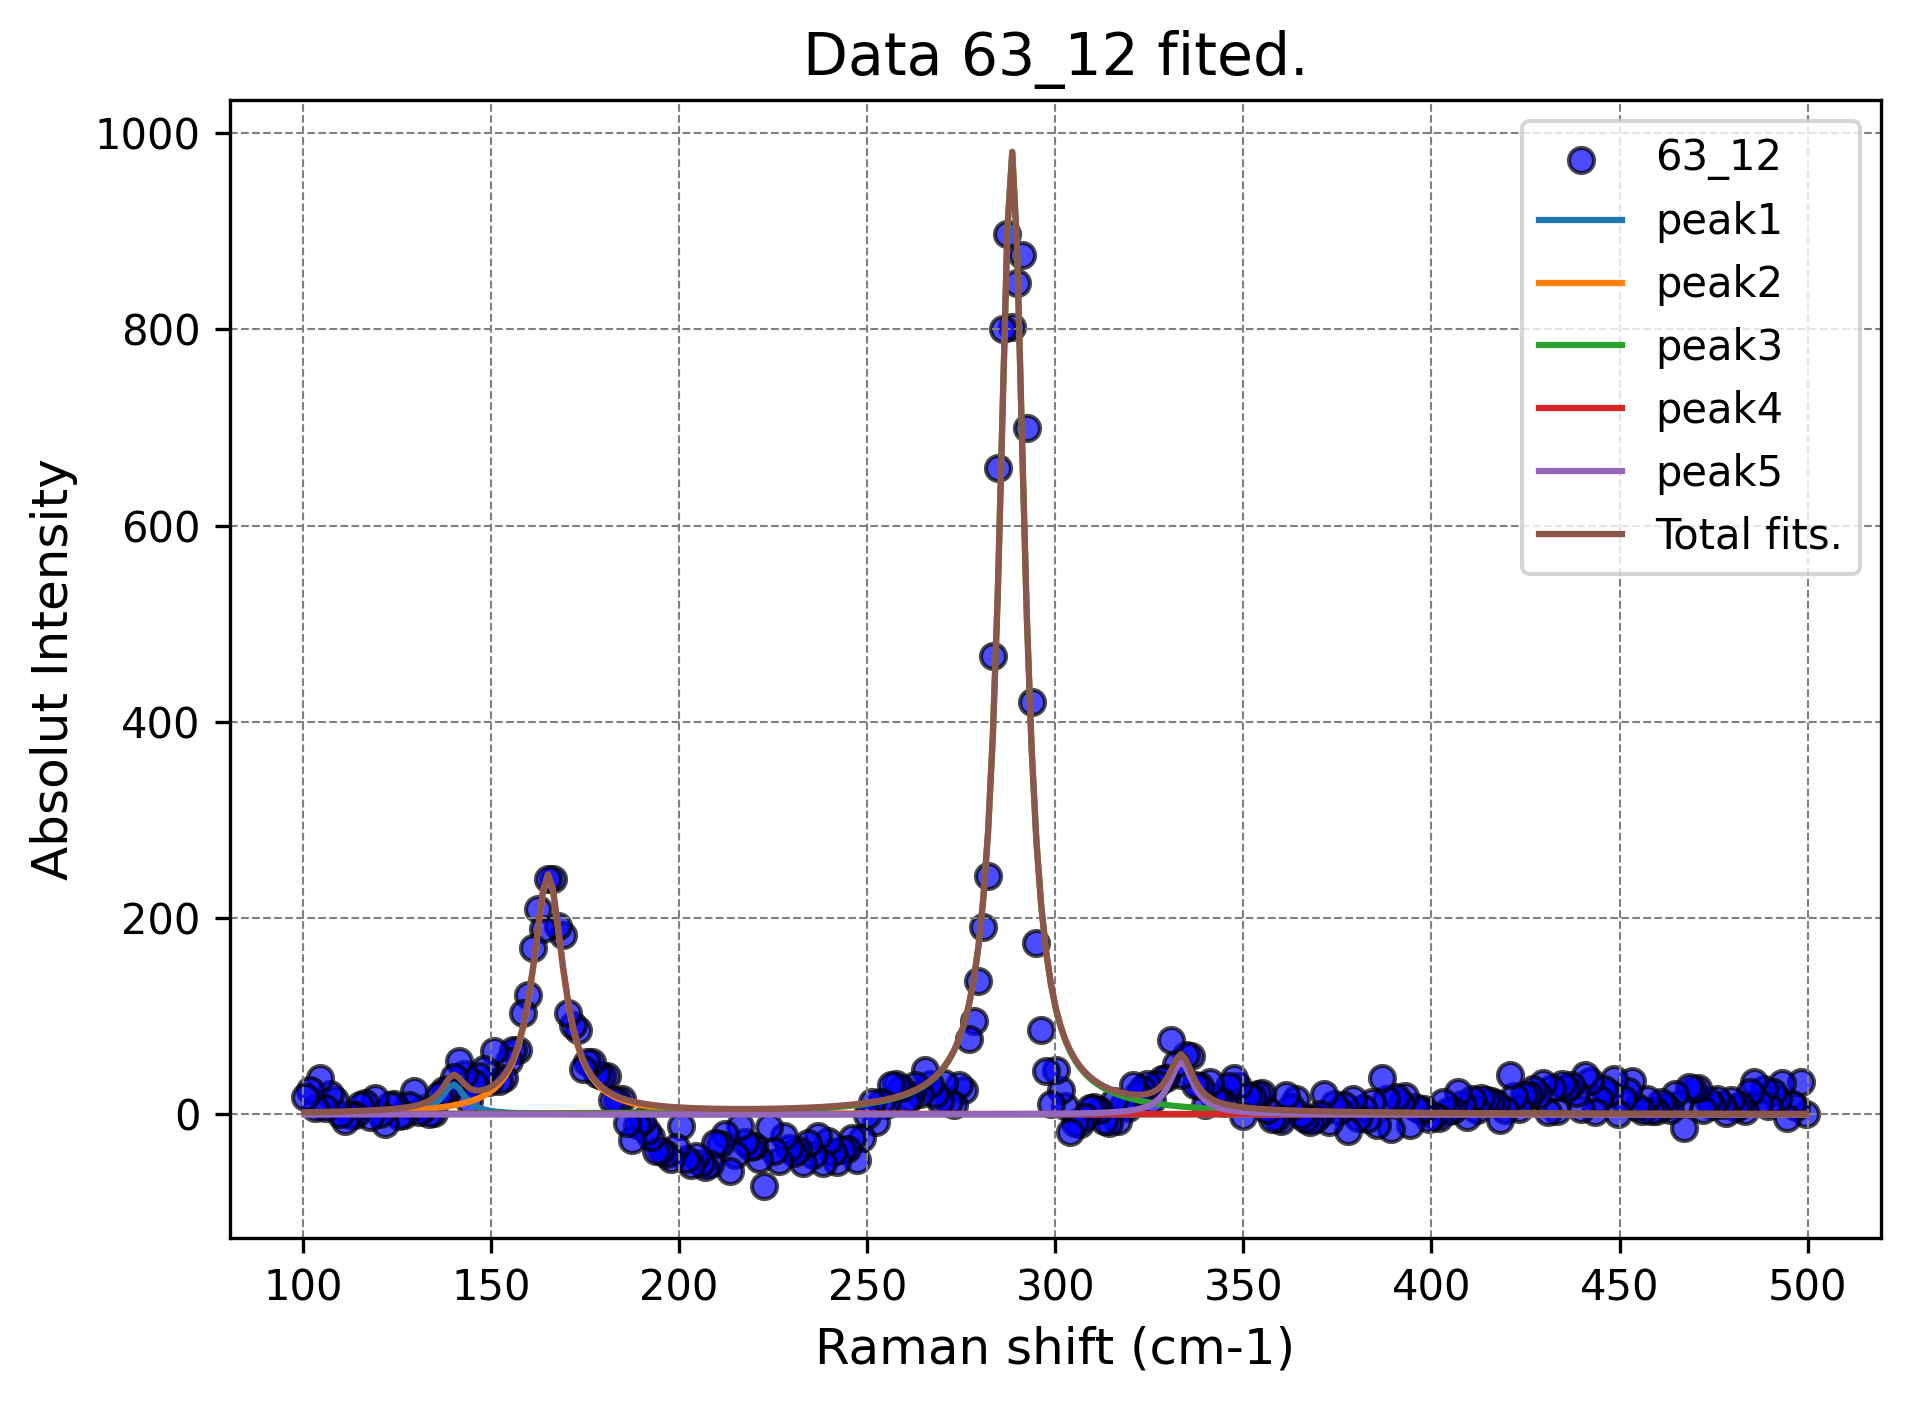 Data 63_12 fited.
1000
800
600
400
200
0
Absolut Intensity
63_12
peak1
peak2
peak3
peak4
peak5
Total fits.
100 150 200 250 300 350 400 450 500
Raman shift (cm-1)